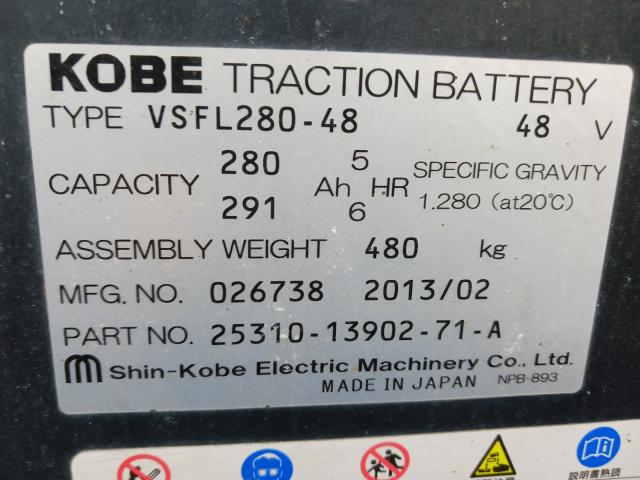 KOBE TRACTION BATTERY
TYPE VSFL280-48 48 V
CAPACITY 280 Ah 5 HR SPECIFIC GRAVITY
291 6 1.280 (at20℃)
ASSEMBLY WEIGHT 480 kg
MFG. NO. 026738 2013/02
PART NO. 25310-13902-71-A
m Shin-Kobe Electric Machinery Co., Ltd.
MADE IN JAPAN NPB-893
説明書熟読